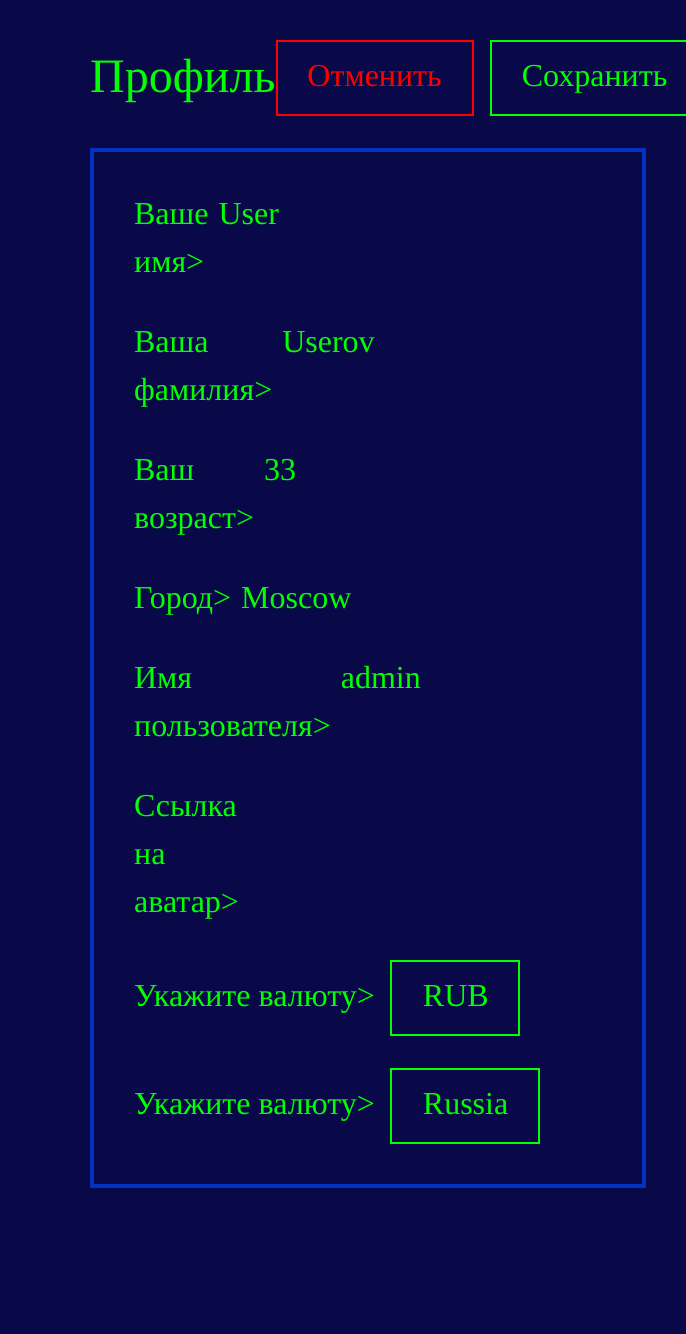 Профиль Отменить Сохранить
Ваше User
имя>
Ваша Userov
фамилия>
Ваш 33
возраст>
Город> Moscow
Имя admin
пользователя>
Ссылка
на
аватар>
Укажите валюту> RUB
Укажите валюту> Russia